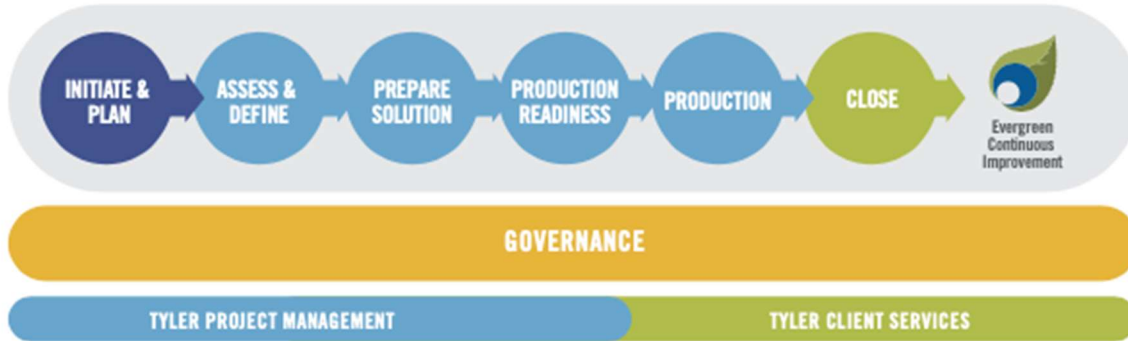 INITIATE &
PLAN
ASSESS &
DEFINE
PREPARE
SOLUTION
PRODUCTION
READINESS
PRODUCTION
CLOSE
Evergreen
Continuous
Improvement
GOVERNANCE
TYLER PROJECT MANAGEMENT
TYLER CLIENT SERVICES